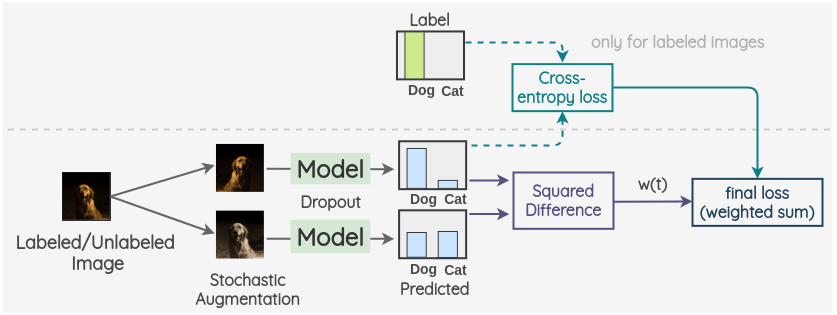 Label
only for labeled images
Dog Cat
Cross-
entropy loss
Model
Dropout
Dog Cat
Squared
Difference
w(t)
final loss
(weighted sum)
Labeled/Unlabeled
Image
Model
Stochastic
Augmentation
Dog Cat
Predicted